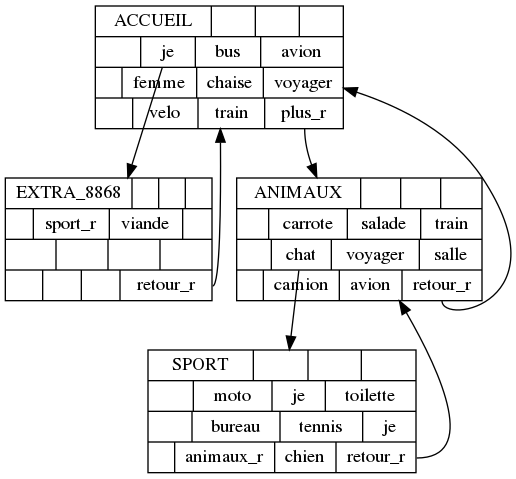 ACCUEIL
je bus avion
femme chaise voyager
velo train plus_r
EXTRA_8868
sport_r viande
retour_r
ANIMAUX
carrote salade train
chat voyager salle
camion avion retour_r
SPORT
moto je toilette
bureau tennis je
animaux_r chien retour_r